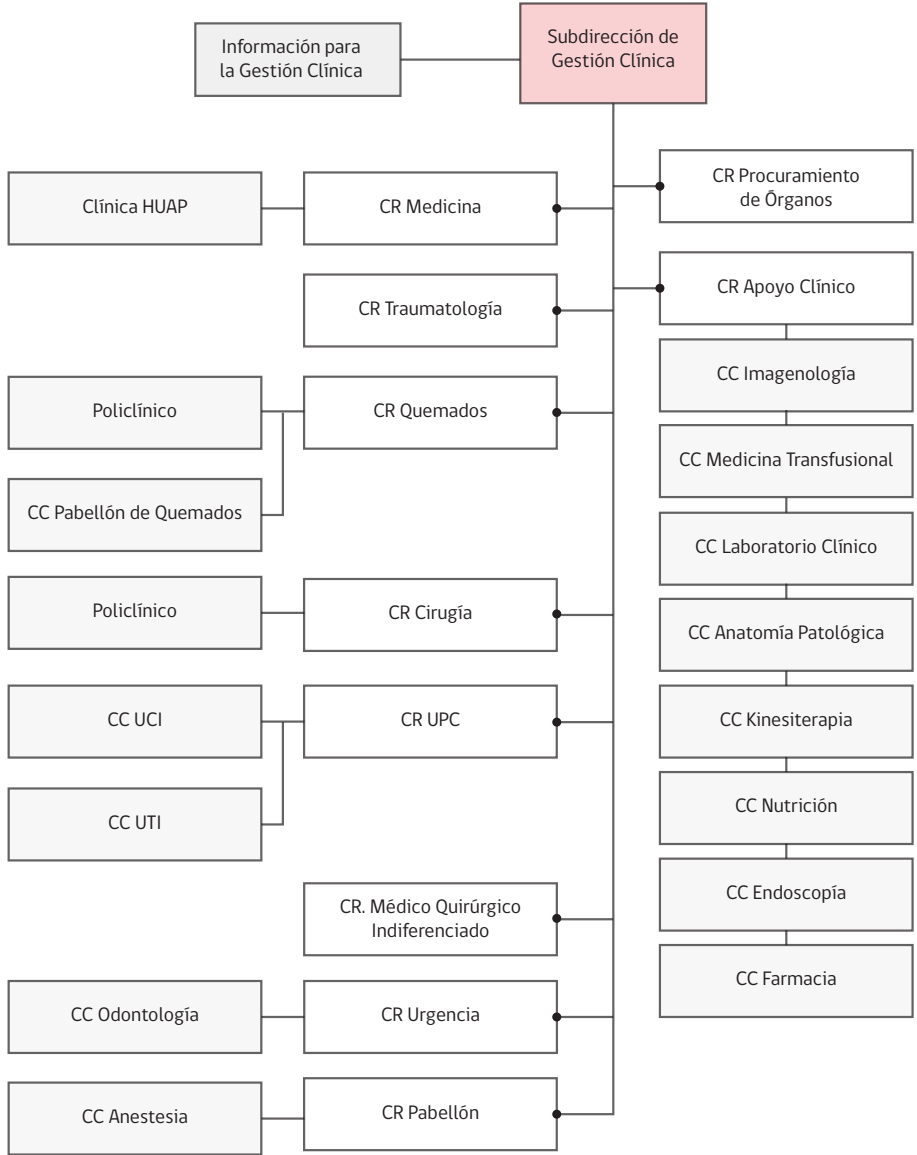 Información para
la Gestión Clínica
Subdirección de
Gestión Clínica
CR Procuramiento
de Õrganos
Clínica HUAP
CR Medicina
CR Apoyo Clínico
CR Traumatología
CC Imagenología
Policlínico
CR Quemados
CC Medicina Transfusional
CC Pabellón de Quemados
CC Laboratorio Clínico
Policlínico
CR Cirugía
CC Anatomía Patológica
CC UCI
CR UPC
CC Kinesiterapia
CC UTI
CC Nutrición
CC Endoscopía
CR. Médico Quirúrgico
Indiferenciado
CC Farmacia
CC Odontología
CR Urgencia
CC Anestesia
CR Pabellón